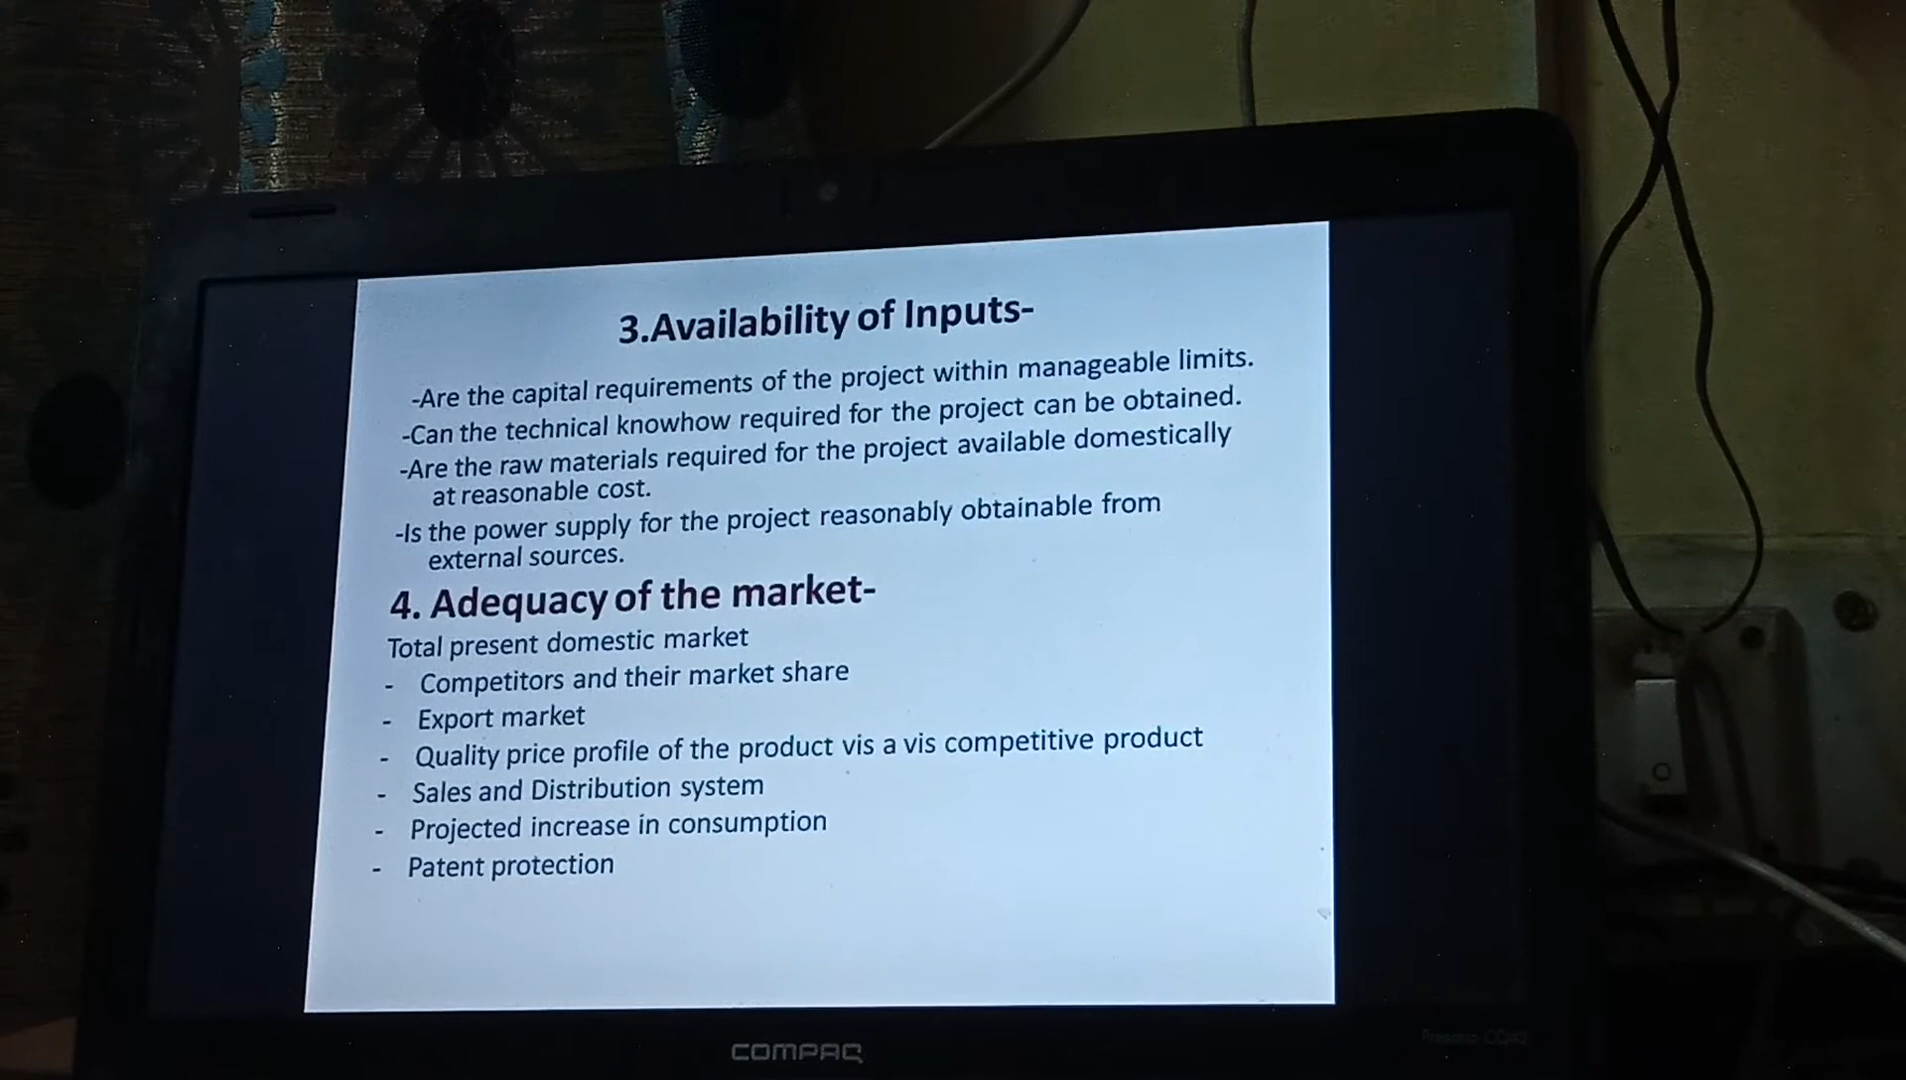 3.Availability of Inputs-
-Are the capital requirements of the project within manageable limits.
-Can the technical knowhow required for the project can be obtained.
-Are the raw materials required for the project available domestically
at reasonable cost.
-Is the power supply for the project reasonably obtainable from
external sources.
4. Adequacy of the market-
Total present domestic market
- Competitors and their market share
- Export market
- Quality price profile of the product vis a vis competitive product
- Sales and Distribution system
- Projected increase in consumption
- Patent protection
COMPAQ